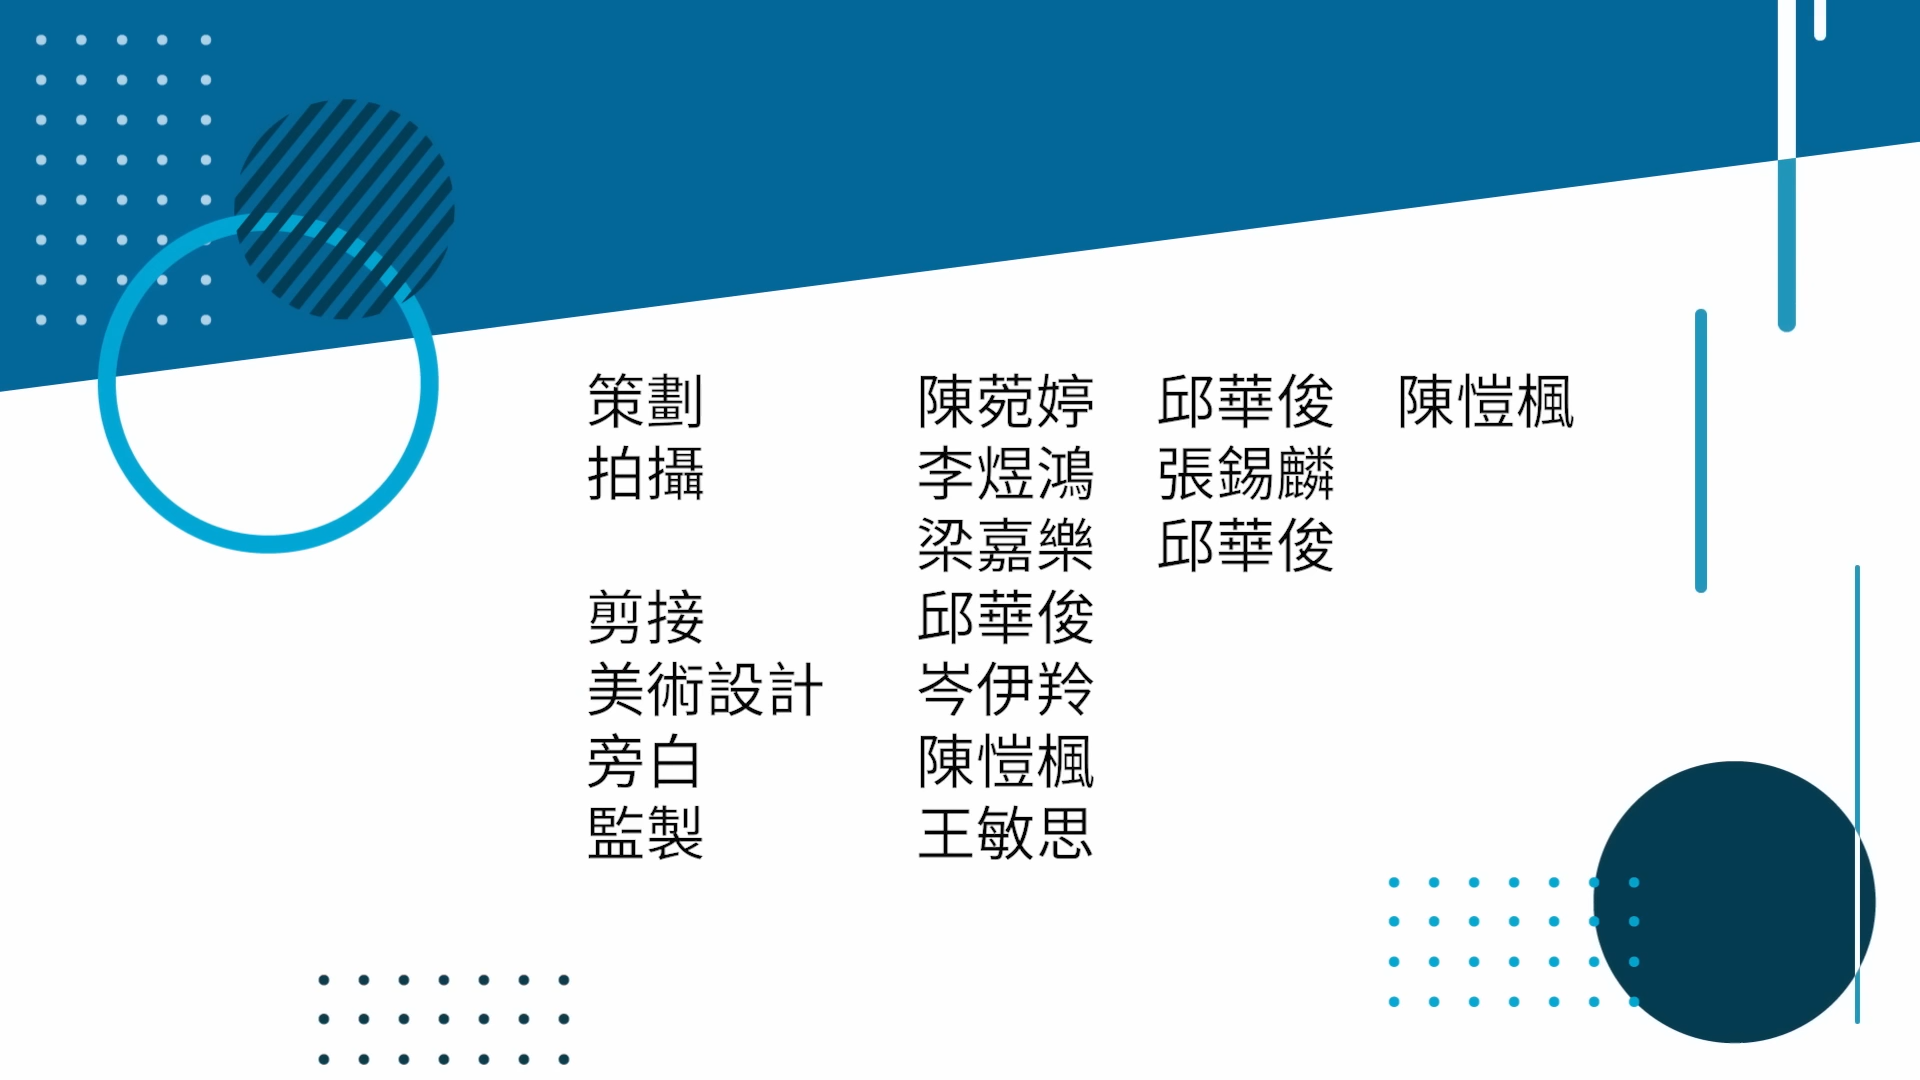 策劃 陳菀婷 邱華俊 陳愷楓
拍攝 李煜鴻 張錫麟
梁嘉樂 邱華俊
剪接 邱華俊
美術設計 岑伊羚
旁白 陳愷楓
監製 王敏思